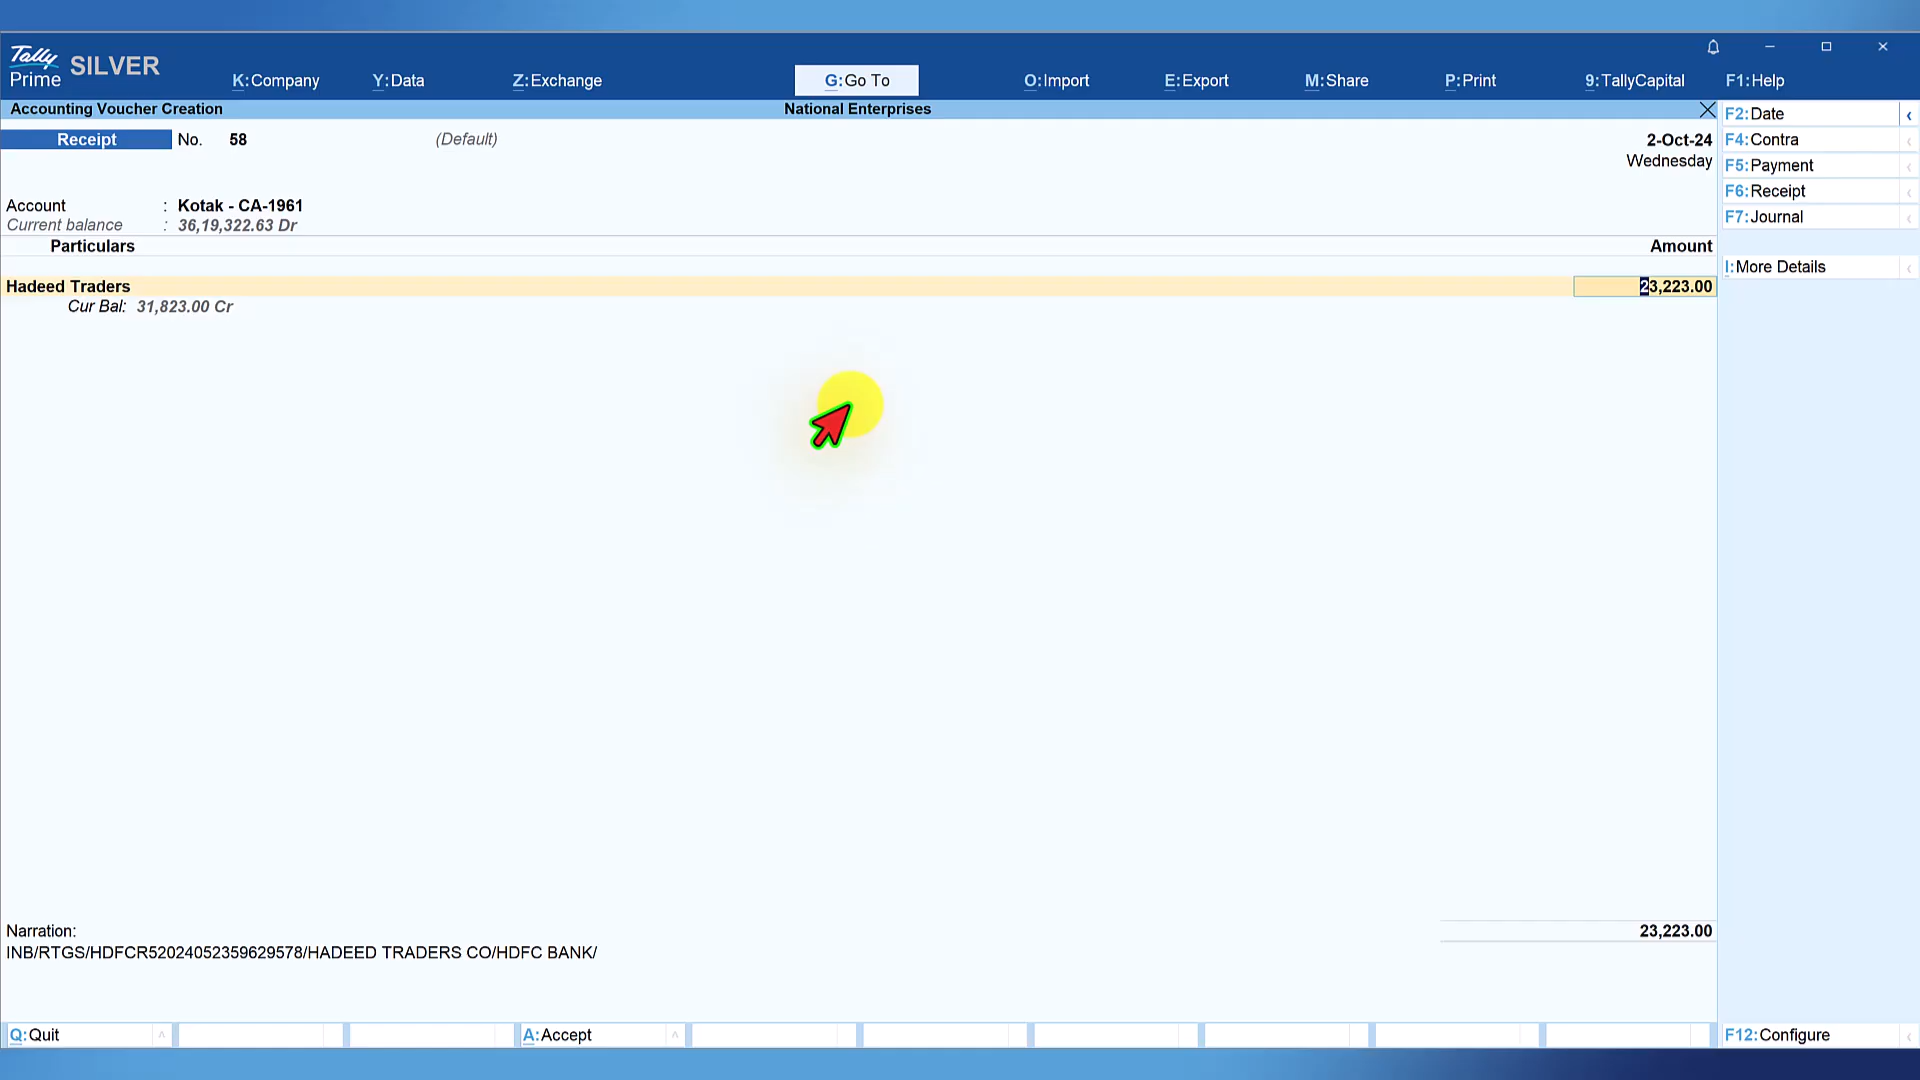 Tally
Prime
SILVER
K:Company
Y:Data
Z:Exchange
G:Go To
O:Import
E:Export
M:Share
P:Print
9:TallyCapital
F1:Help
Accounting Voucher Creation
National Enterprises
Receipt No. 58 (Default) 2-Oct-24
Wednesday
Account : Kotak - CA-1961
Current balance : 36,19,322.63 Dr
Particulars Amount
Hadeed Traders 23,223.00
Cur Bal: 31,823.00 Cr
F2:Date
F4:Contra
F5:Payment
F6:Receipt
F7:Journal
I:More Details
Narration: 23,223.00
INB/RTGS/HDFCR52024052359629578/HADEED TRADERS CO/HDFC BANK/
Q:Quit
A:Accept
F12:Configure